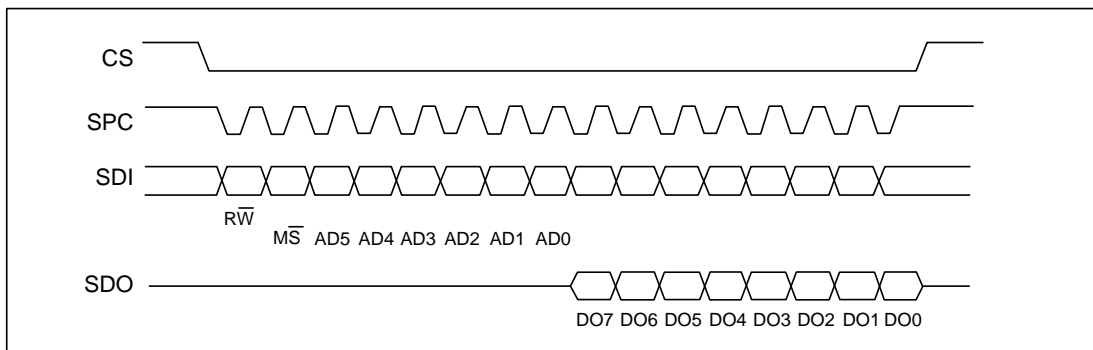 CS
SPC
SDI
RW̅
MS̅ AD5 AD4 AD3 AD2 AD1 AD0
SDO
DO7 DO6 DO5 DO4 DO3 DO2 DO1 DO0